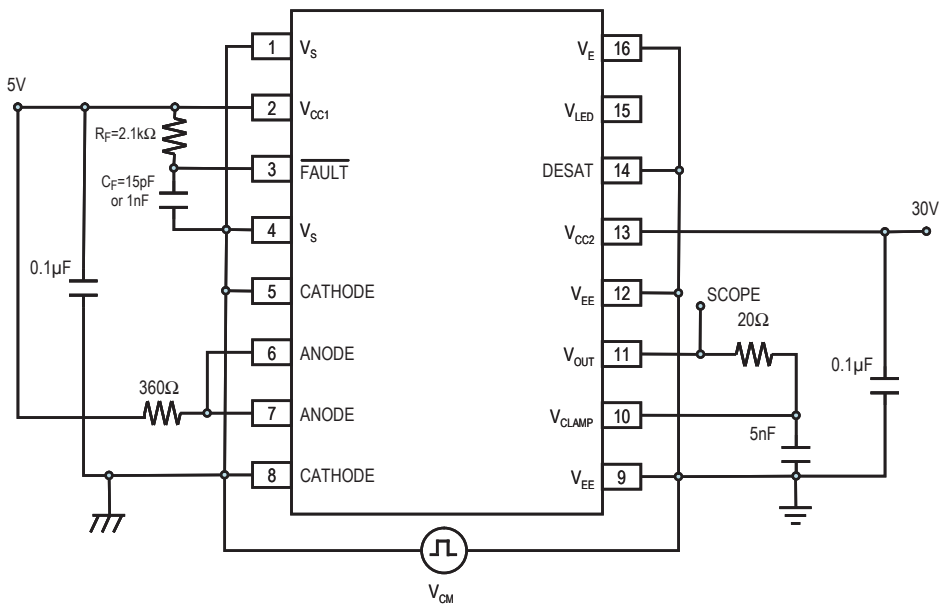 1 V_S V_E 16
5V
2 V_CC1 V_LED 15
R_F=2.1kΩ
3 FAULT DESAT 14
C_F=15pF
or 1nF
4 V_S V_CC2 13 30V
0.1µF
5 CATHODE V_EE 12
SCOPE
20Ω
6 ANODE V_OUT 11
0.1µF
360Ω
7 ANODE V_CLAMP 10
5nF
8 CATHODE V_EE 9
V_CM